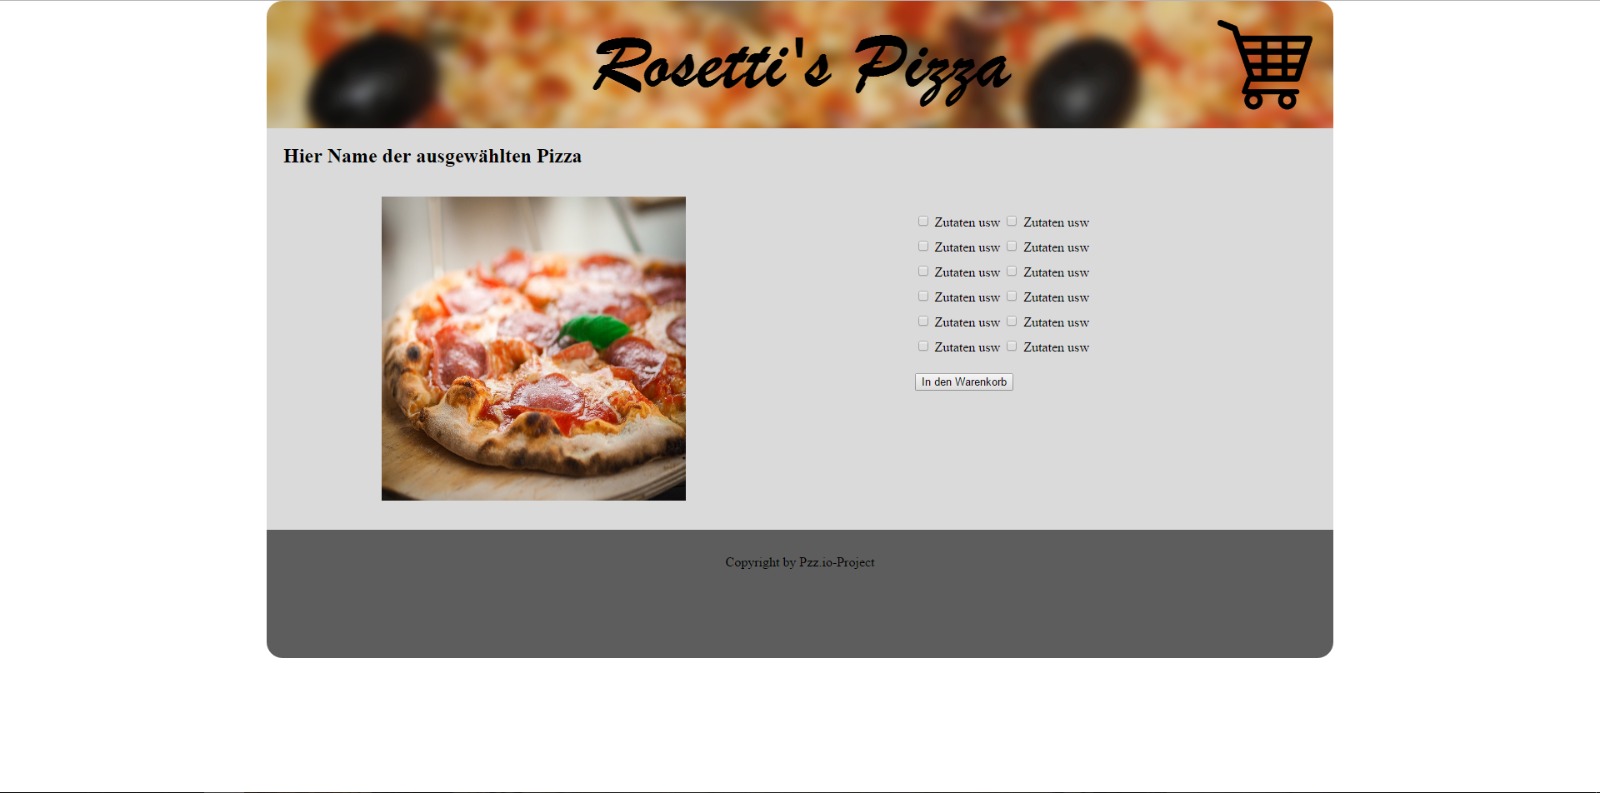 Rosetti's Pizza
Hier Name der ausgewählten Pizza
Zutaten usw Zutaten usw
Zutaten usw Zutaten usw
Zutaten usw Zutaten usw
Zutaten usw Zutaten usw
Zutaten usw Zutaten usw
Zutaten usw Zutaten usw
In den Warenkorb
Copyright by Pzz.io-Project